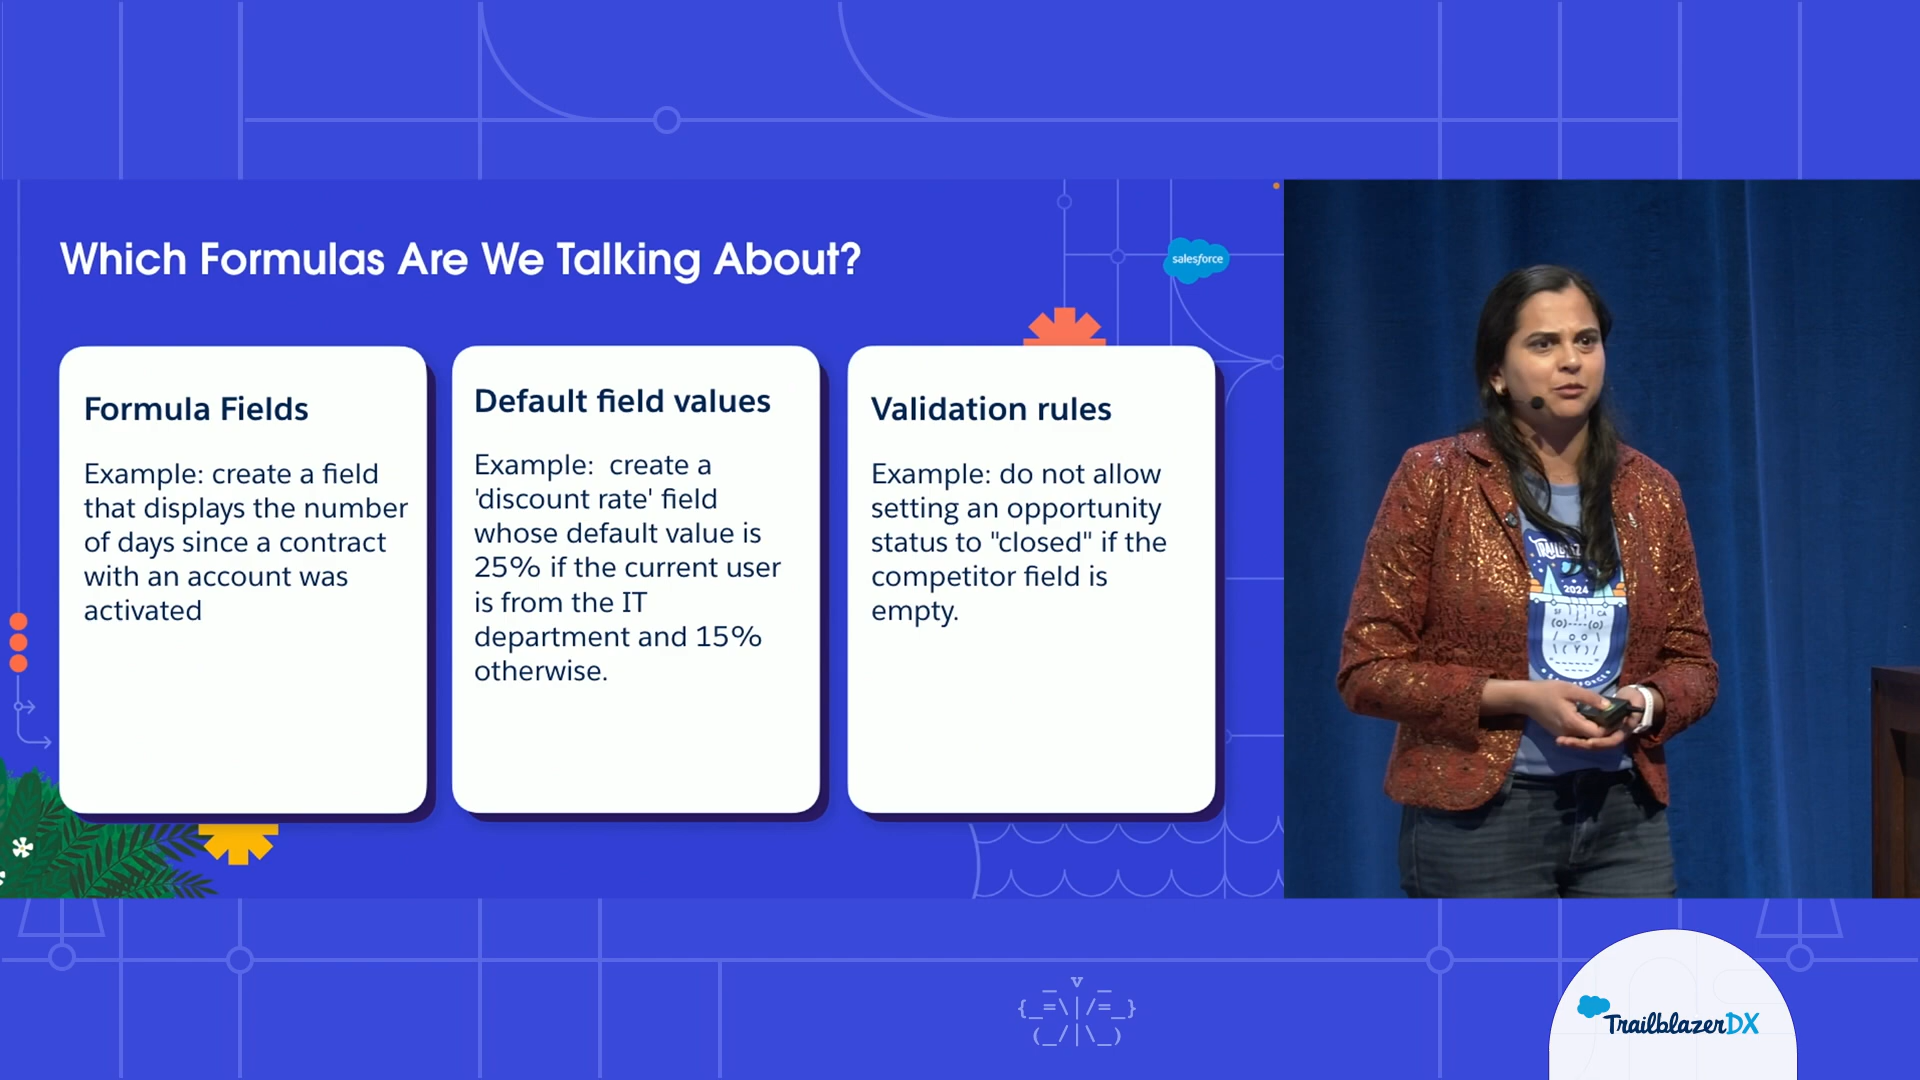 Which Formulas Are We Talking About?
salesforce
Formula Fields
Example: create a field
that displays the number
of days since a contract
with an account was
activated
Default field values
Example:  create a
'discount rate' field
whose default value is
25% if the current user
is from the IT
department and 15%
otherwise.
Validation rules
Example: do not allow
setting an opportunity
status to "closed" if the
competitor field is
empty.
2024
SF CA
TrailblazerDX